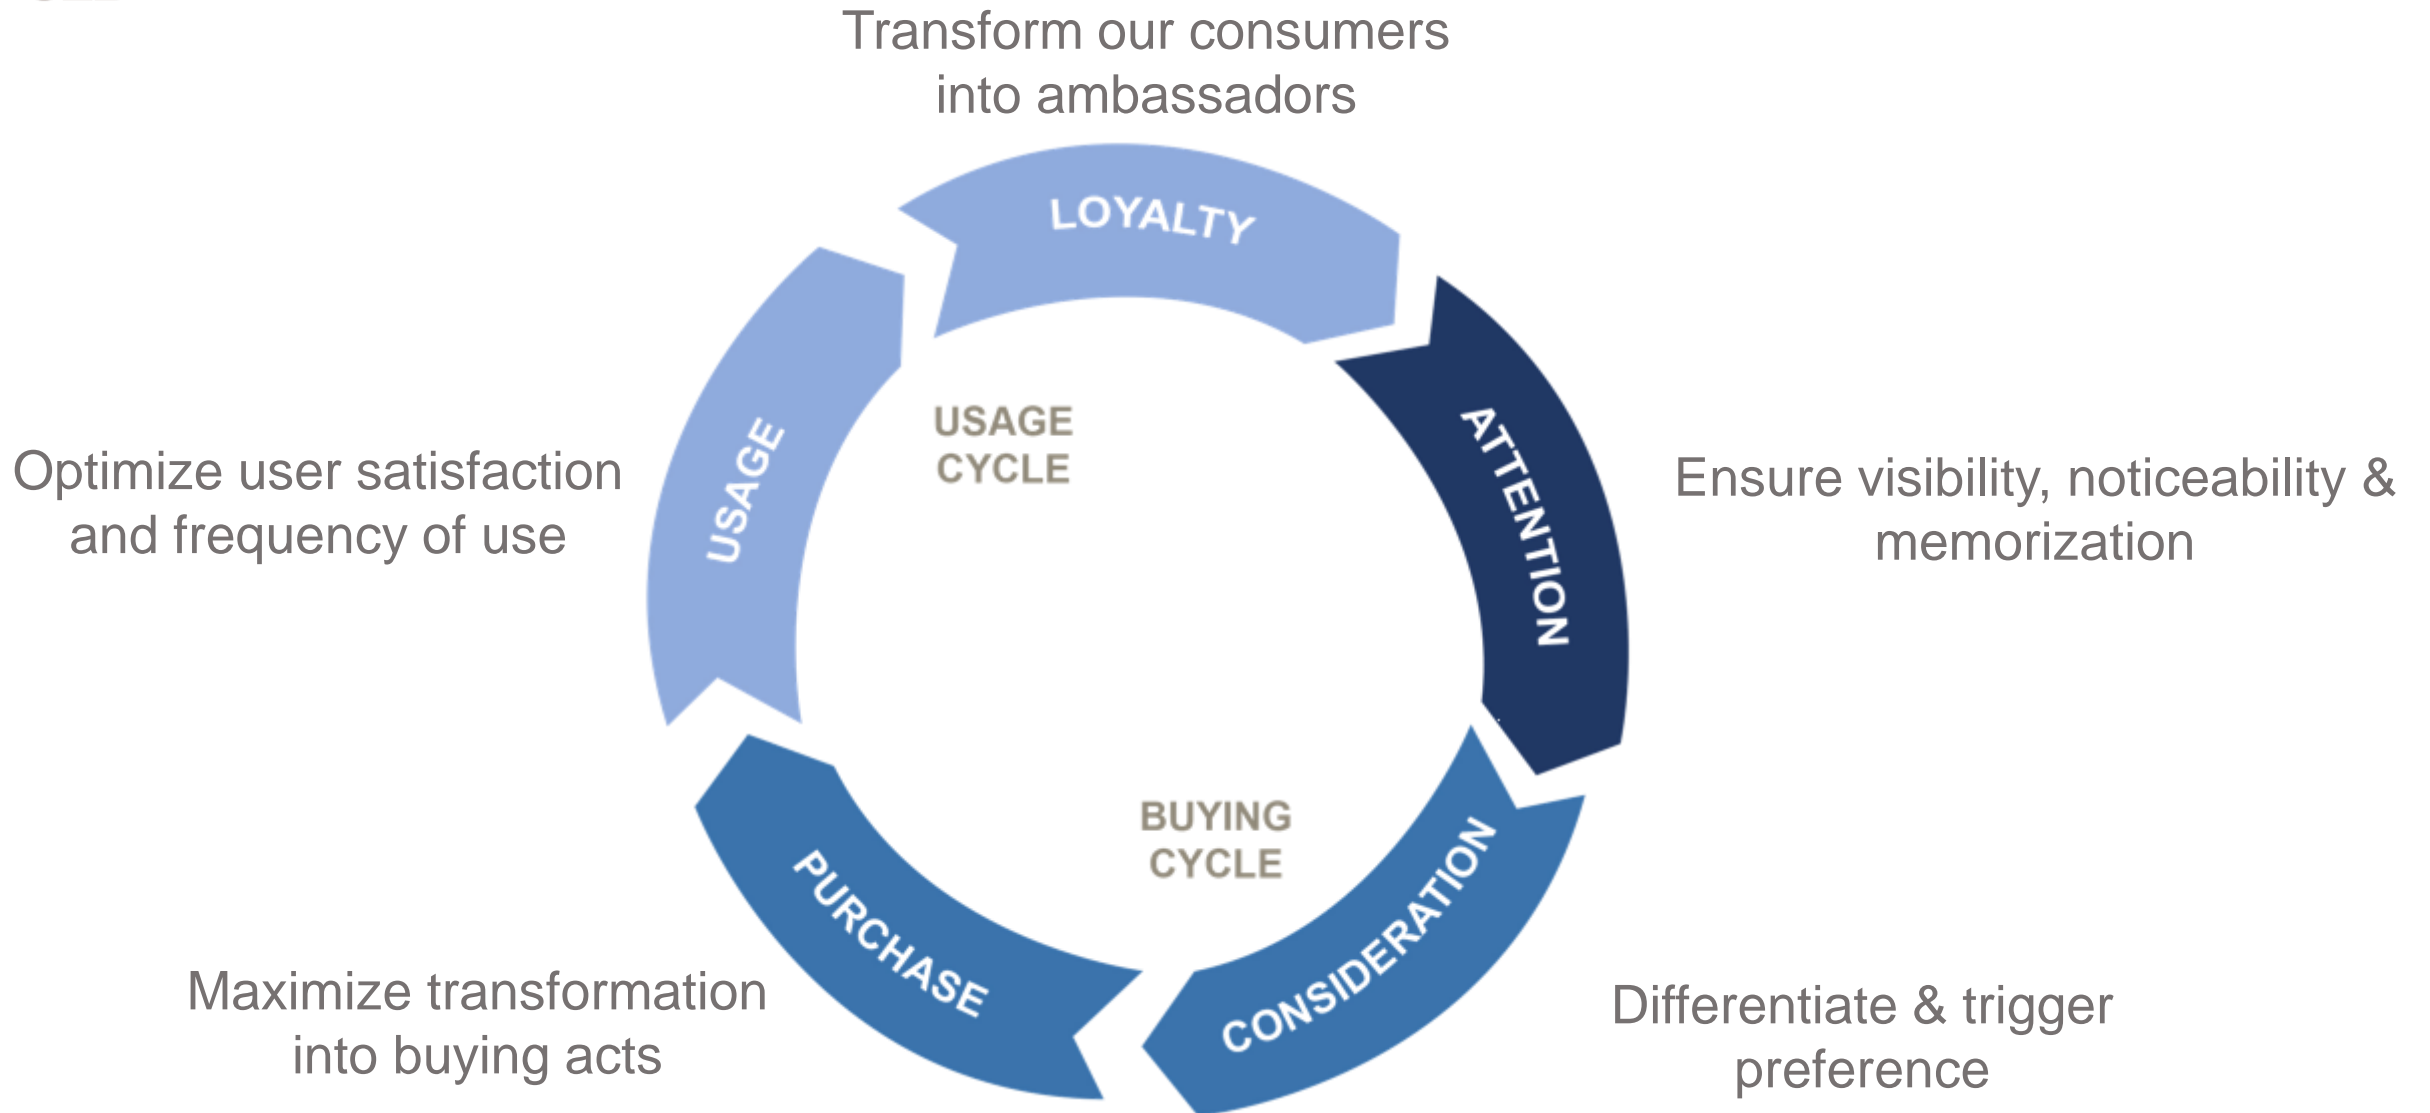 Transform our consumers
into ambassadors
LOYALTY
ATTENTION
Ensure visibility, noticeability &
memorization
CONSIDERATION
Differentiate & trigger
preference
PURCHASE
Maximize transformation
into buying acts
USAGE
Optimize user satisfaction
and frequency of use
USAGE
CYCLE
BUYING
CYCLE